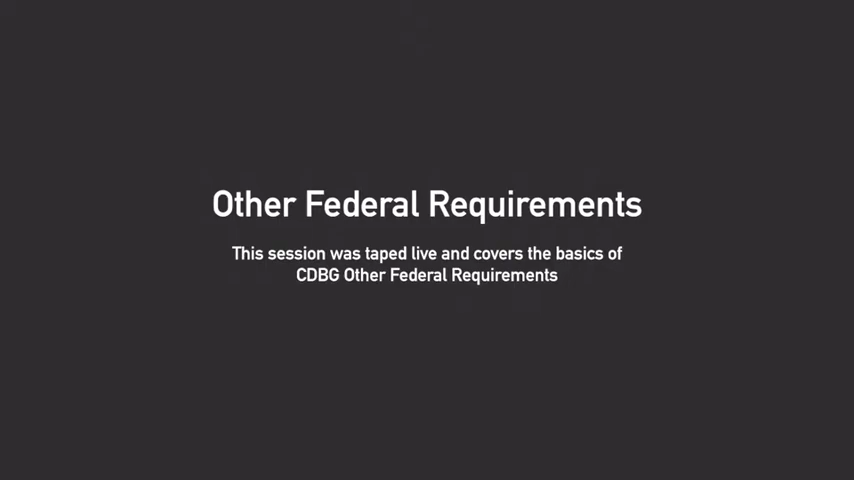 Other Federal Requirements
This session was taped live and covers the basics of
CDBG Other Federal Requirements